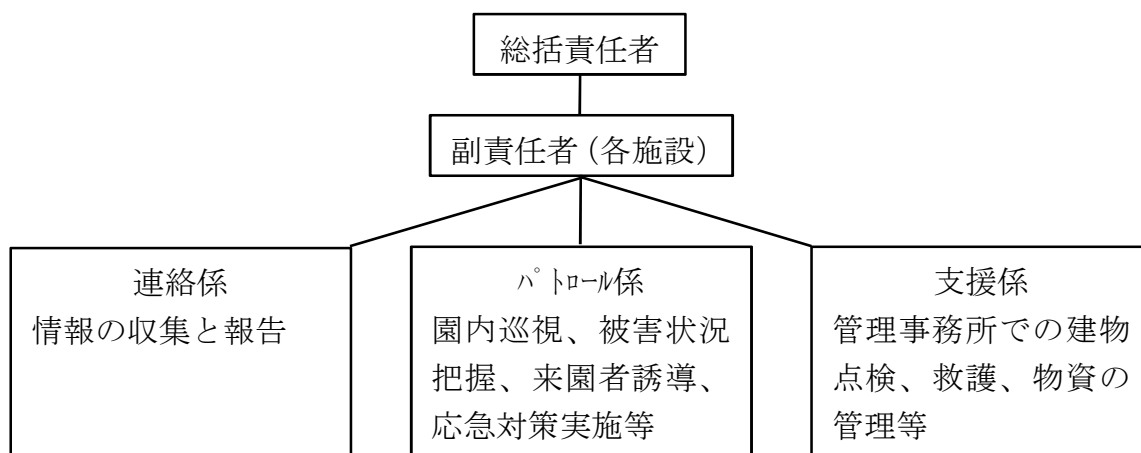 総括責任者
副責任者（各施設）
連絡係
情報の収集と報告
ﾊﾟﾄﾛｰﾙ係
園内巡視、被害状況
把握、来園者誘導、
応急対策実施等
支援係
管理事務所での建物
点検、救護、物資の
管理等